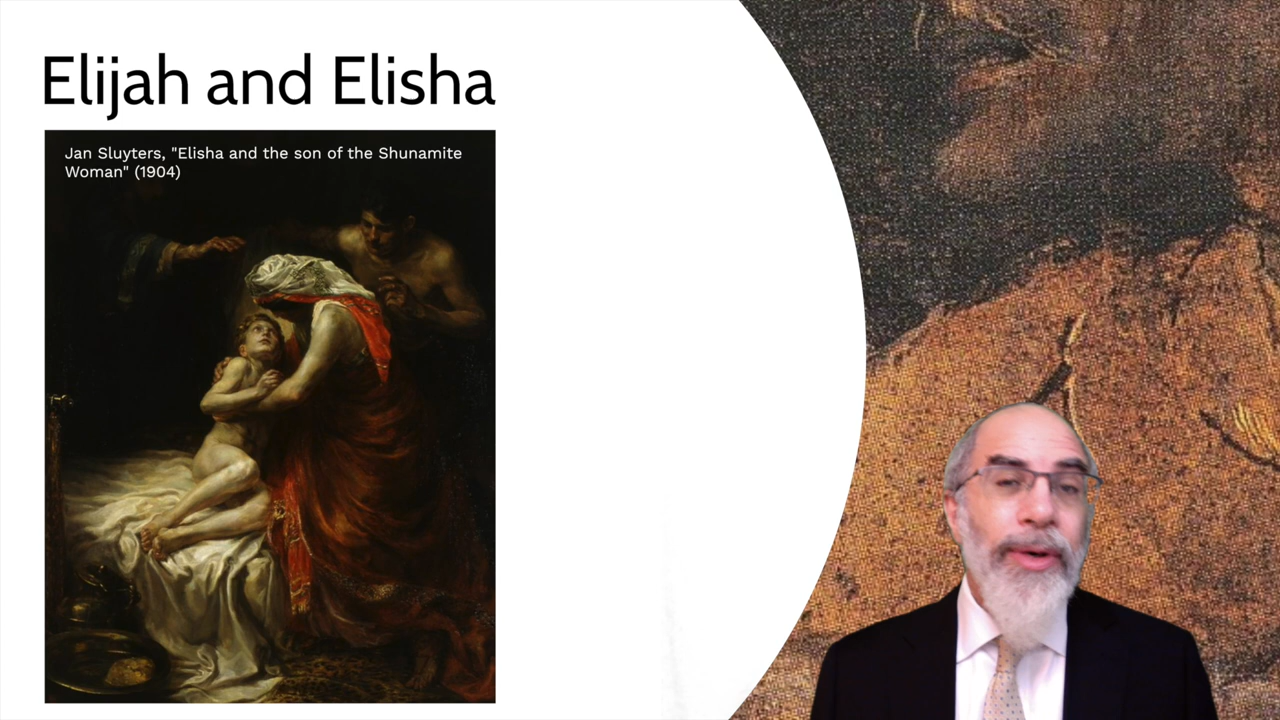 Elijah and Elisha
Jan Sluyters, "Elisha and the son of the Shunamite
Woman" (1904)